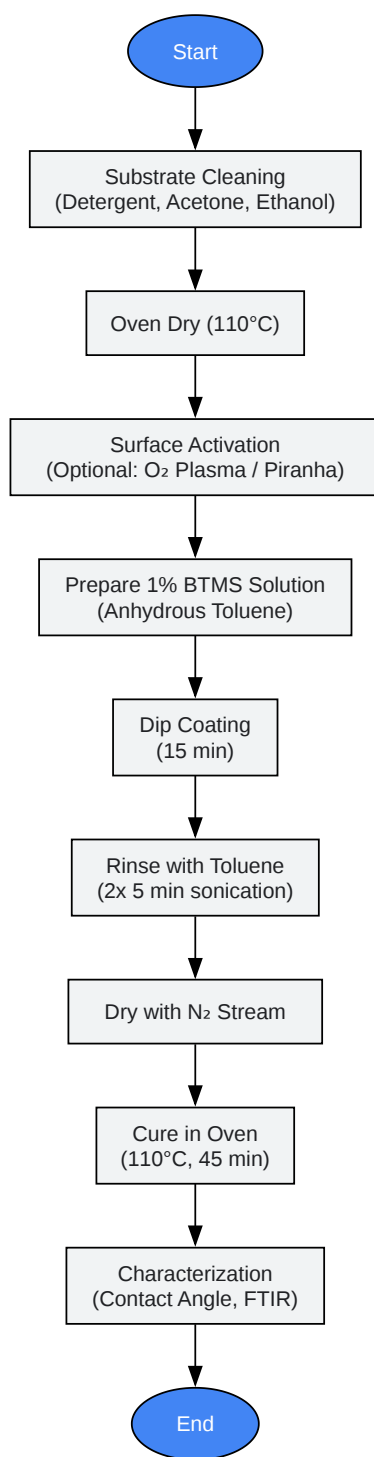 Start
Substrate Cleaning
(Detergent, Acetone, Ethanol)
Oven Dry (110°C)
Surface Activation
(Optional: O₂ Plasma / Piranha)
Prepare 1% BTMS Solution
(Anhydrous Toluene)
Dip Coating
(15 min)
Rinse with Toluene
(2x 5 min sonication)
Dry with N₂ Stream
Cure in Oven
(110°C, 45 min)
Characterization
(Contact Angle, FTIR)
End